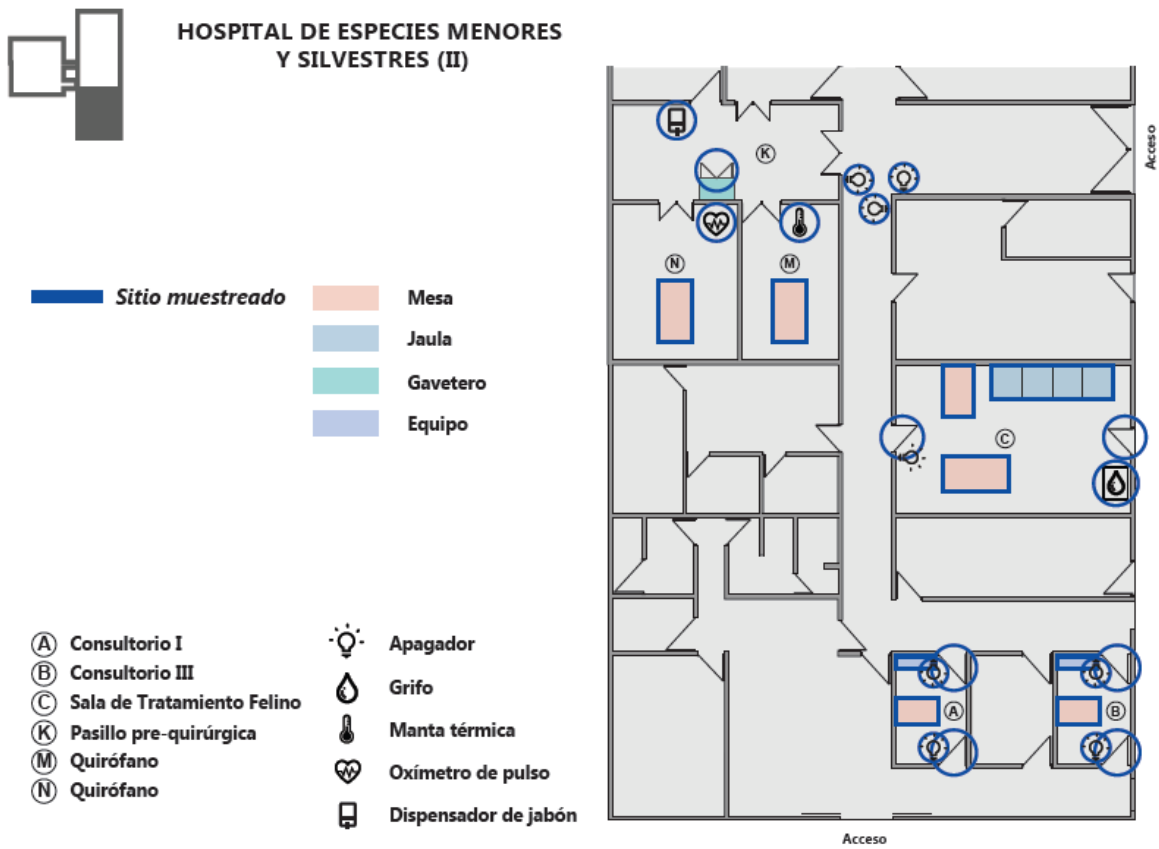 HOSPITAL DE ESPECIES MENORES
Y SILVESTRES (II)
Sitio muestreado
Mesa
Jaula
Gavetero
Equipo
A Consultorio I
B Consultorio III
C Sala de Tratamiento Felino
K Pasillo pre-quirúrgica
M Quirófano
N Quirófano
Apagador
Grifo
Manta térmica
Oxímetro de pulso
Dispensador de jabón
K
Acceso
N
M
C
A
B
Acceso